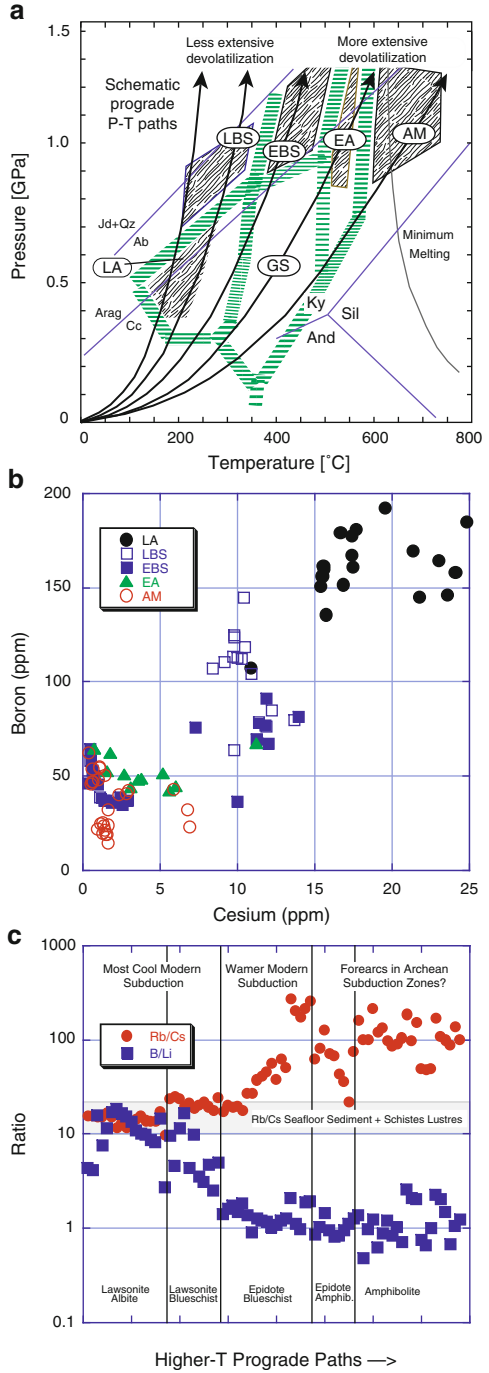 a
1.5
1.0
0.5
0
Pressure [GPa]
Less extensive
devolatilization
More extensive
devolatilization
Schematic
prograde
P-T paths
LBS
EBS
EA
AM
Jd+Qz
Ab
LA
GS
Arag
Cc
Ky
Sil
And
Minimum
Melting
0
200
400
600
800
Temperature [˚C]
b
200
150
100
50
0
Boron (ppm)
LA
LBS
EBS
EA
AM
0
5
10
15
20
25
Cesium (ppm)
c
1000
100
10
1
0.1
Ratio
Most Cool Modern
Subduction
Wamer Modern
Subduction
Forearcs in Archean
Subduction Zones?
Rb/Cs
B/Li
Rb/Cs Seafloor Sediment + Schistes Lustres
Lawsonite
Albite
Lawsonite
Blueschist
Epidote
Blueschist
Epidote
Amphib.
Amphibolite
Higher-T Prograde Paths —>